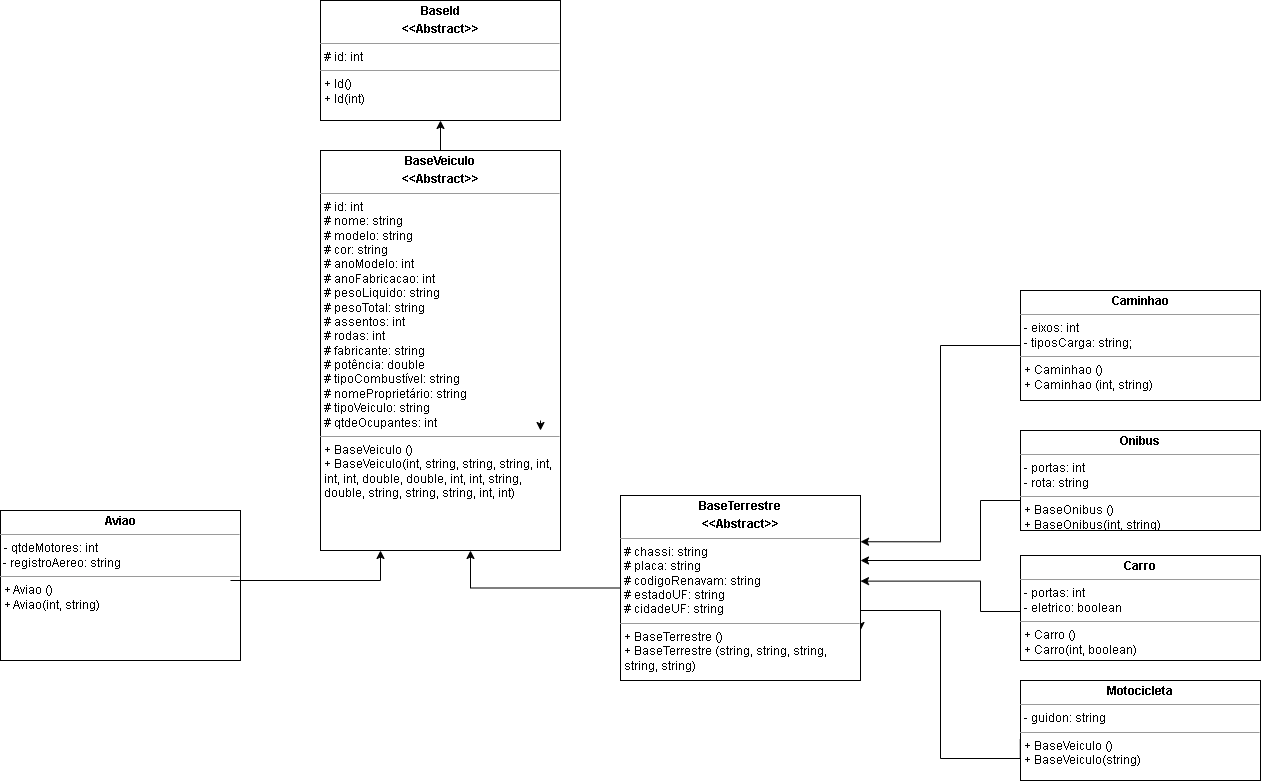 BaseId
<<Abstract>>
# id: int
+ Id()
+ Id(int)
BaseVeiculo
<<Abstract>>
# id: int
# nome: string
# modelo: string
# cor: string
# anoModelo: int
# anoFabricacao: int
# pesoLiquido: string
# pesoTotal: string
# assentos: int
# rodas: int
# fabricante: string
# potência: double
# tipoCombustível: string
# nomeProprietário: string
# tipoVeiculo: string
# qtdeOcupantes: int
+ BaseVeiculo ()
+ BaseVeiculo(int, string, string, string, int,
int, int, double, double, int, int, string,
double, string, string, string, int, int)
Aviao
- qtdeMotores: int
- registroAereo: string
+ Aviao ()
+ Aviao(int, string)
BaseTerrestre
<<Abstract>>
# chassi: string
# placa: string
# codigoRenavam: string
# estadoUF: string
# cidadeUF: string
+ BaseTerrestre ()
+ BaseTerrestre (string, string, string,
string, string)
Caminhao
- eixos: int
- tiposCarga: string;
+ Caminhao ()
+ Caminhao (int, string)
Onibus
- portas: int
- rota: string
+ BaseOnibus ()
+ BaseOnibus(int, string)
Carro
- portas: int
- eletrico: boolean
+ Carro ()
+ Carro(int, boolean)
Motocicleta
- guidon: string
+ BaseVeiculo ()
+ BaseVeiculo(string)